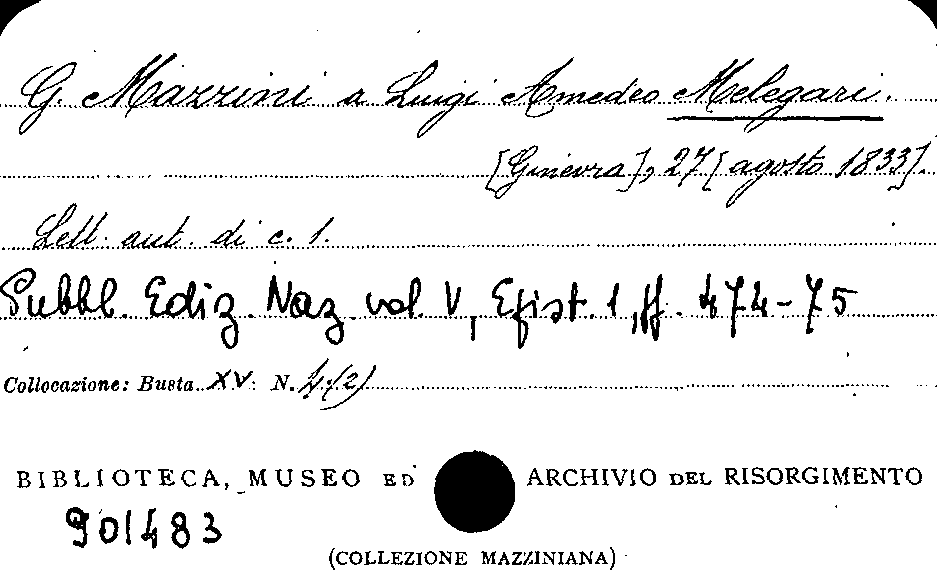 G. Mazzini a Luigi Amedeo Melegari.
[Ginevra], 27 [agosto 1833].
Lett. aut. di c. 1.
Pubbl. Ediz. Naz. vol. V, Epist. 1, pp. 474-75
Collocazione: Busta XV. N. 4(2)
BIBLIOTECA, MUSEO ED ARCHIVIO DEL RISORGIMENTO
901483
(COLLEZIONE MAZZINIANA)